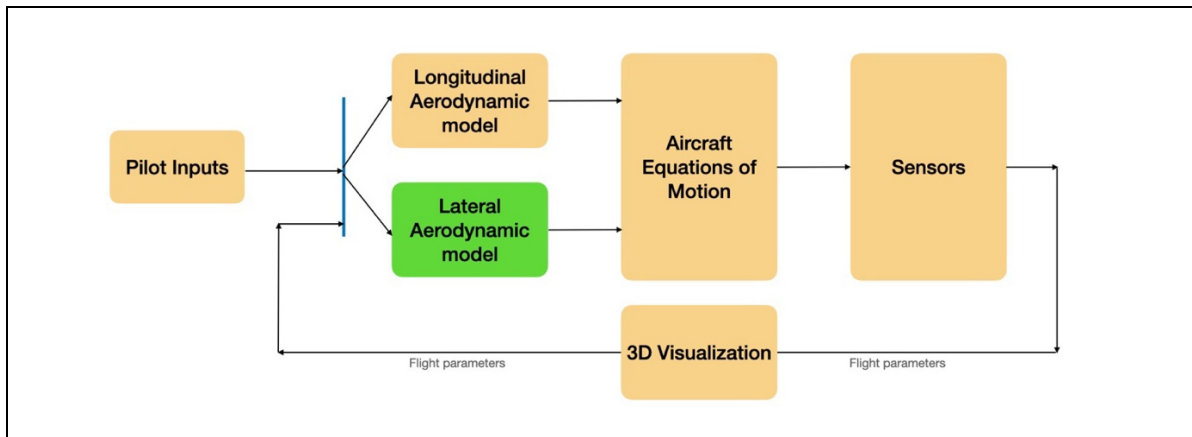 Pilot Inputs
Longitudinal
Aerodynamic
model
Lateral
Aerodynamic
model
Aircraft
Equations of
Motion
Sensors
3D Visualization
Flight parameters
Flight parameters